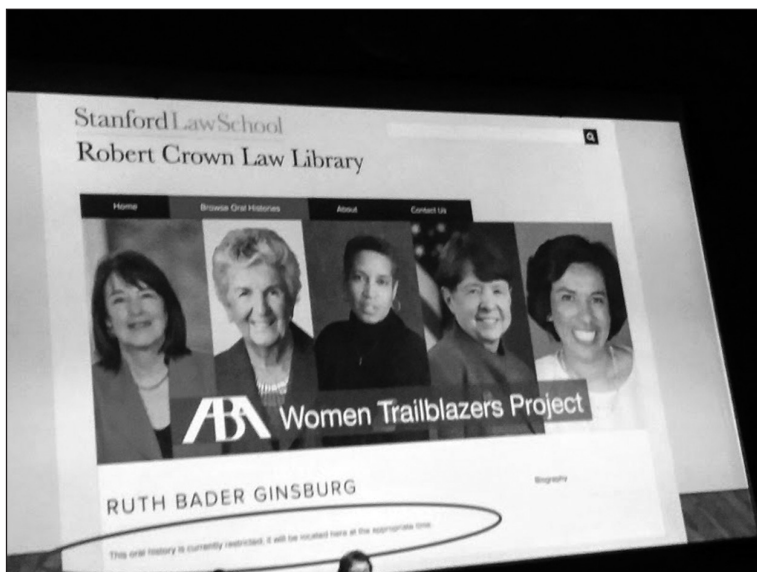 Stanford Law School
Robert Crown Law Library
Home Browse Oral Histories About Contact Us
ABA Women Trailblazers Project
RUTH BADER GINSBURG
Biography
This oral history is currently restricted; it will be located here at the appropriate time.